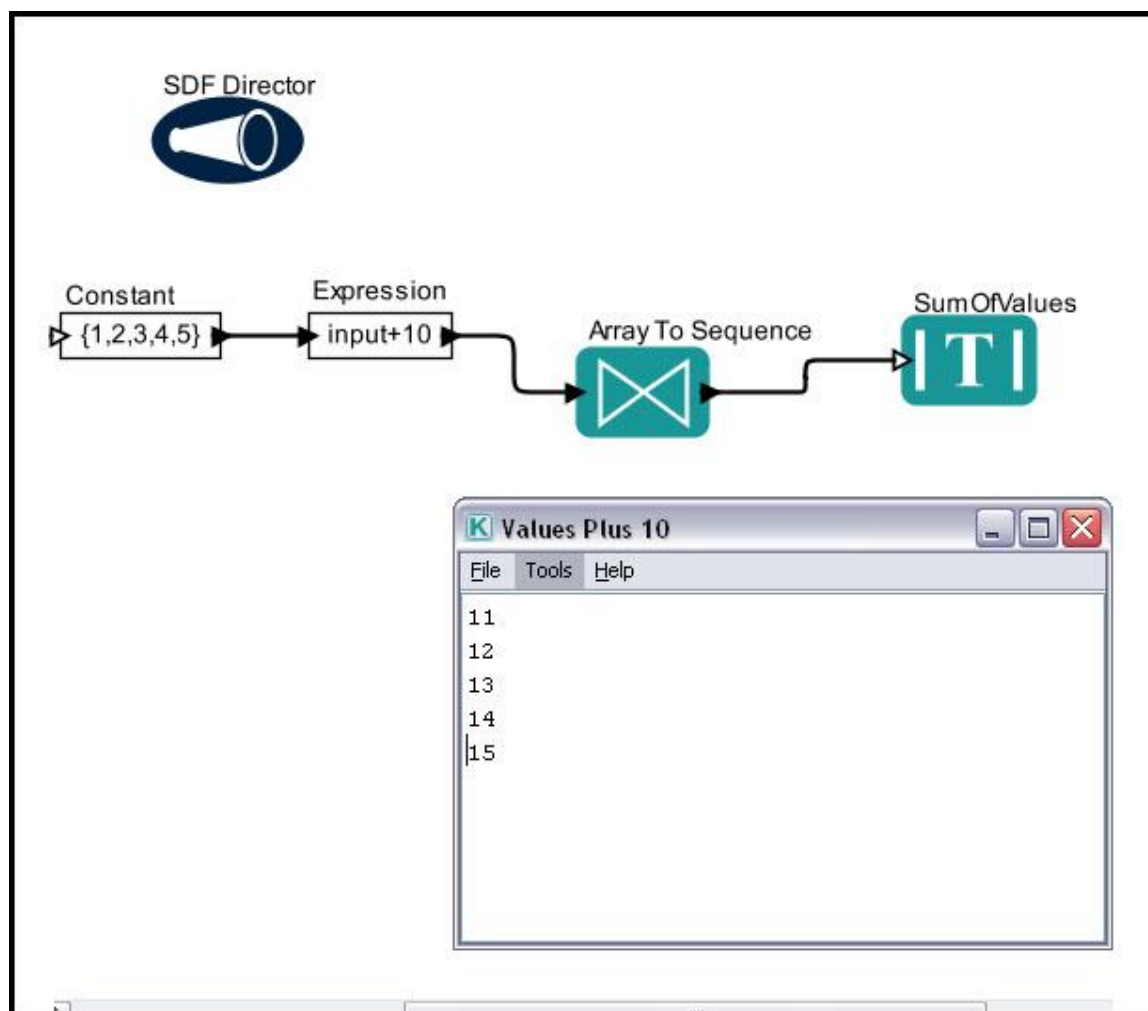 SDF Director
Constant
{1,2,3,4,5}
Expression
input+10
Array To Sequence
SumOfValues
T
K Values Plus 10
File Tools Help
11
12
13
14
15